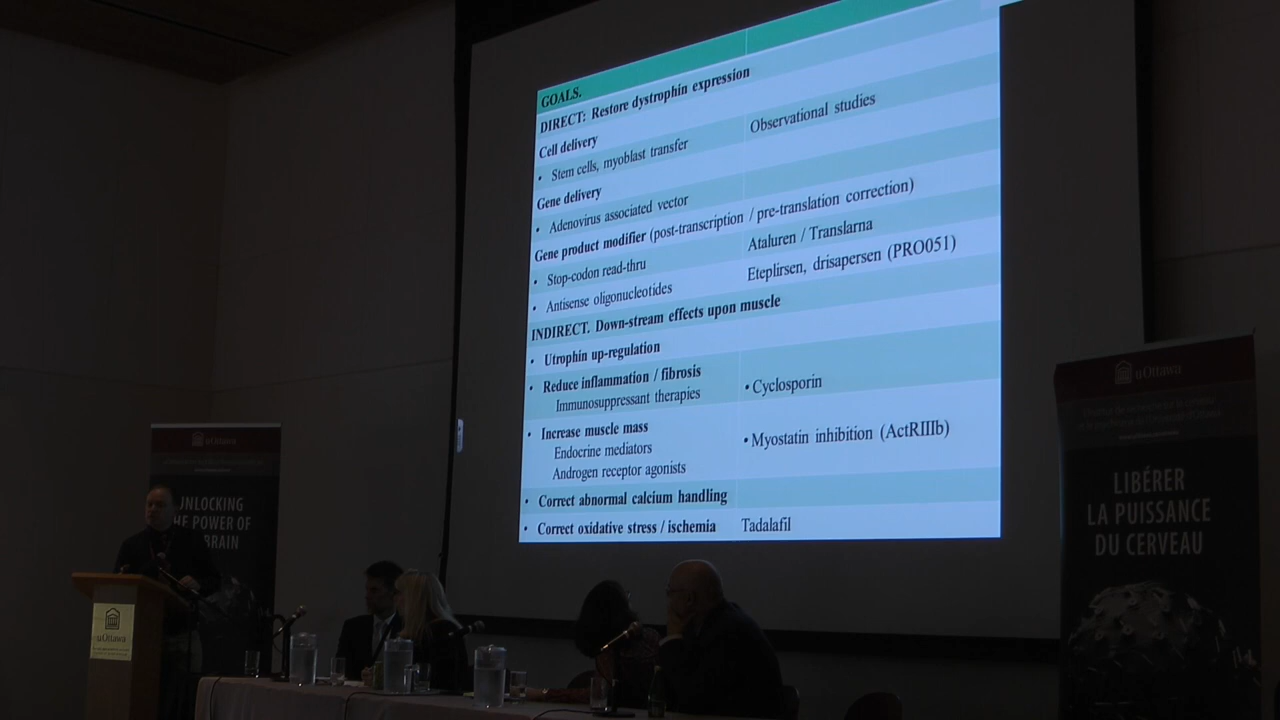 GOALS.
DIRECT: Restore dystrophin expression
Cell delivery
• Stem cells, myoblast transfer
Observational studies
Gene delivery
• Adenovirus associated vector
Gene product modifier (post-transcription / pre-translation correction)
• Stop-codon read-thru
Ataluren / Translarna
• Antisense oligonucleotides
Eteplirsen, drisapersen (PRO051)
INDIRECT. Down-stream effects upon muscle
• Utrophin up-regulation
• Reduce inflammation / fibrosis
Immunosuppressant therapies
• Cyclosporin
• Increase muscle mass
Endocrine mediators
Androgen receptor agonists
• Myostatin inhibition (ActRIIIb)
• Correct abnormal calcium handling
• Correct oxidative stress / ischemia
Tadalafil
uOttawa
UNLOCKING
THE POWER OF
BRAIN
uOttawa
uOttawa
LIBÉRER
LA PUISSANCE
DU CERVEAU